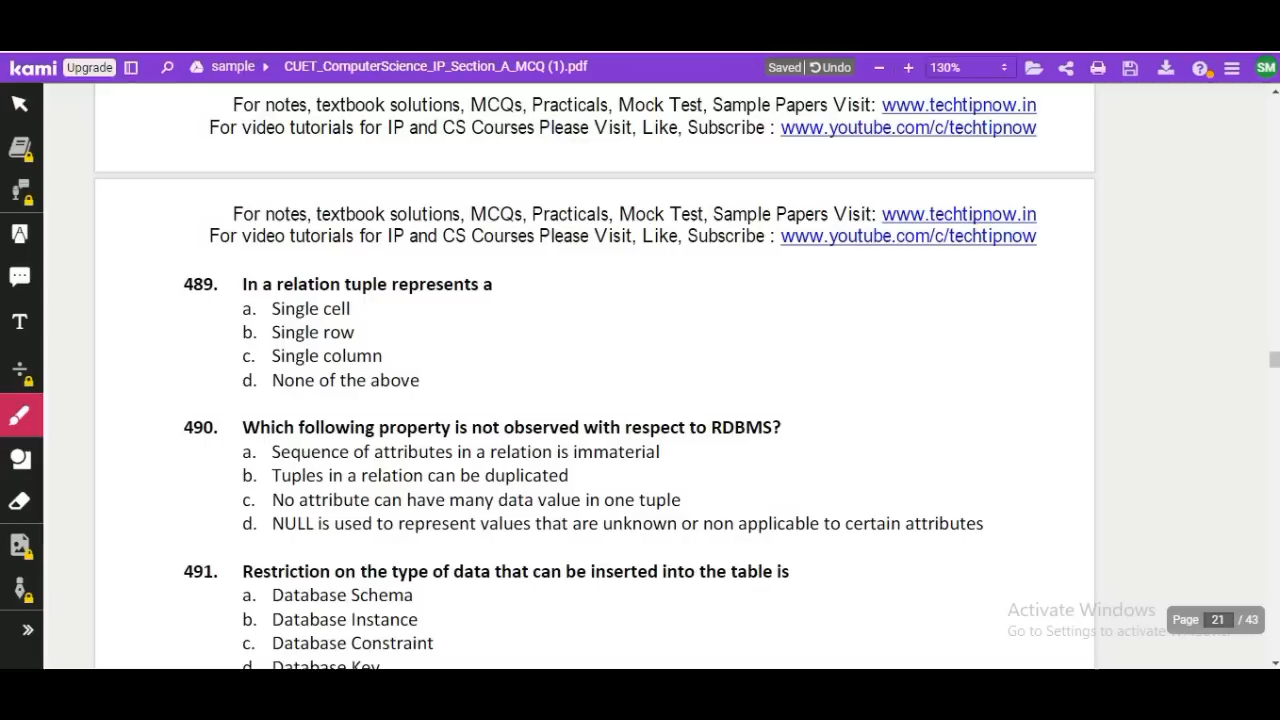 kami Upgrade sample CUET_ComputerScience_IP_Section_A_MCQ (1).pdf Saved Undo 130% SM
For notes, textbook solutions, MCQs, Practicals, Mock Test, Sample Papers Visit: www.techtipnow.in
For video tutorials for IP and CS Courses Please Visit, Like, Subscribe : www.youtube.com/c/techtipnow
For notes, textbook solutions, MCQs, Practicals, Mock Test, Sample Papers Visit: www.techtipnow.in
For video tutorials for IP and CS Courses Please Visit, Like, Subscribe : www.youtube.com/c/techtipnow
489. In a relation tuple represents a
a. Single cell
b. Single row
c. Single column
d. None of the above
490. Which following property is not observed with respect to RDBMS?
a. Sequence of attributes in a relation is immaterial
b. Tuples in a relation can be duplicated
c. No attribute can have many data value in one tuple
d. NULL is used to represent values that are unknown or non applicable to certain attributes
491. Restriction on the type of data that can be inserted into the table is
a. Database Schema
b. Database Instance
c. Database Constraint
d. Database Key
Activate Windows
Go to Settings to activate
Page 21 / 43